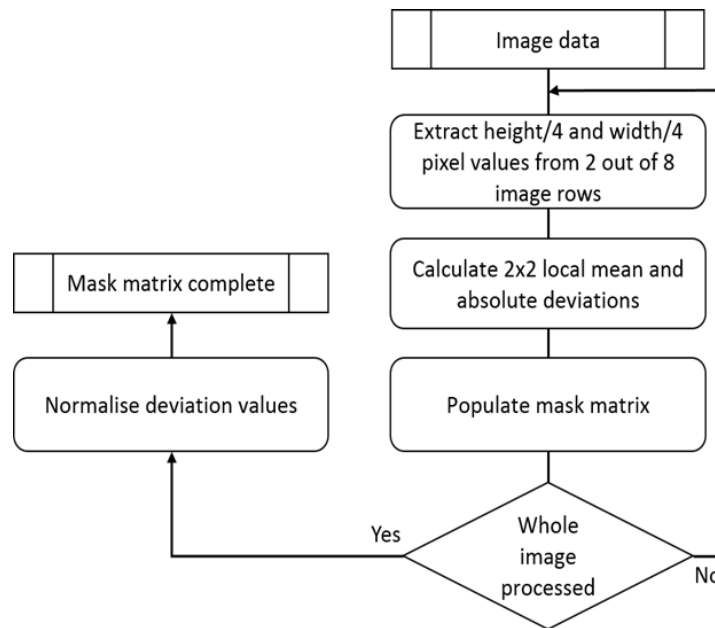 Image data
Extract height/4 and width/4
pixel values from 2 out of 8
image rows
Calculate 2x2 local mean and
absolute deviations
Populate mask matrix
Whole
image
processed
Yes
No
Normalise deviation values
Mask matrix complete